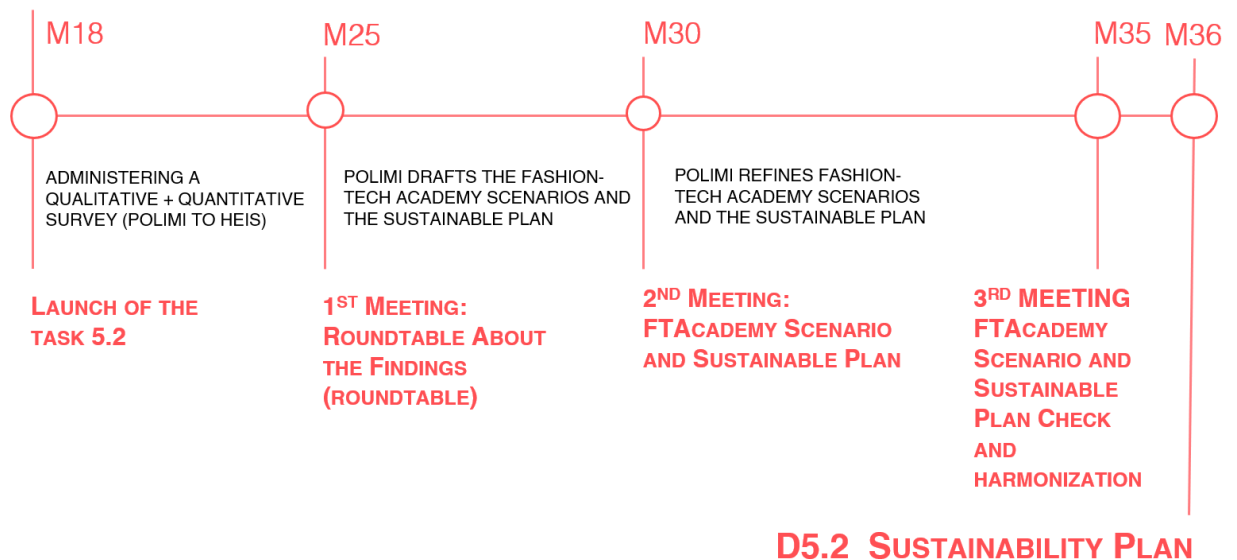 M18
M25
M30
M35
M36
ADMINISTERING A
QUALITATIVE + QUANTITATIVE
SURVEY (POLIMI TO HEIS)
POLIMI DRAFTS THE FASHION-
TECH ACADEMY SCENARIOS AND
THE SUSTAINABLE PLAN
POLIMI REFINES FASHION-
TECH ACADEMY SCENARIOS
AND THE SUSTAINABLE PLAN
LAUNCH OF THE
TASK 5.2
1ST MEETING:
ROUNDTABLE ABOUT
THE FINDINGS
(ROUNDTABLE)
2ND MEETING:
FTACADEMY SCENARIO
AND SUSTAINABLE PLAN
3RD MEETING
FTACADEMY
SCENARIO AND
SUSTAINABLE
PLAN CHECK
AND
HARMONIZATION
D5.2 SUSTAINABILITY PLAN